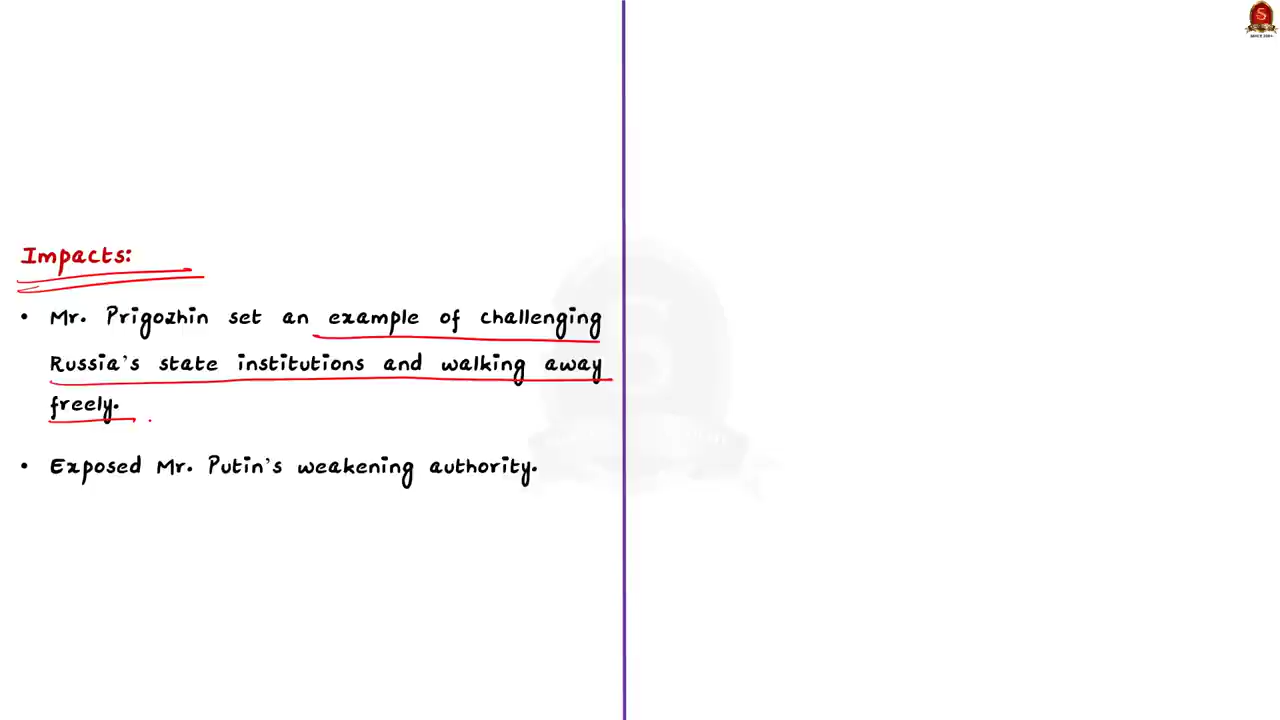 Impacts:
• Mr. Prigozhin set an example of challenging
Russia's state institutions and walking away
freely.
• Exposed Mr. Putin's weakening authority.